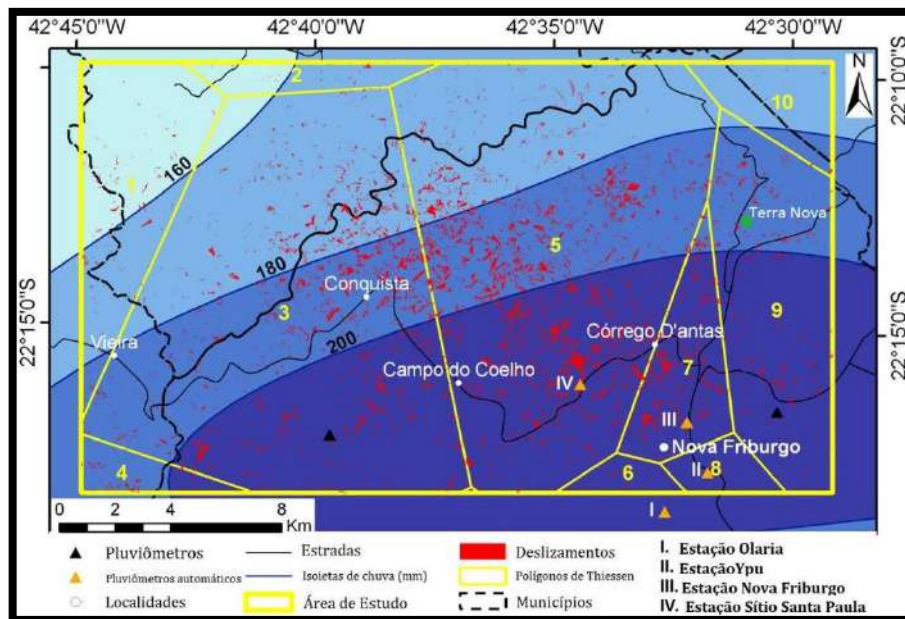 42°45'0"S 42°40'0"S 42°35'0"S 42°30'0"S
2
N
10
22°10'0"S
1
160
Terra Nova
5
180
Conquista
3
9
22°15'0"S
22°15'0"S
200
Vieira
Córrego D'antas
Campo do Coelho
7
IV
III
Nova Friburgo
4
6
II
8
I
0 2 4 8
Km
Pluviômetros
Estradas
Deslizamentos
I. Estação Olaria
Pluviômetros automáticos
Isoietas de chuva (mm)
Polígonos de Thiessen
II. EstaçãoYpu
III. Estação Nova Friburgo
Localidades
Área de Estudo
Municípios
IV. Estação Sítio Santa Paula